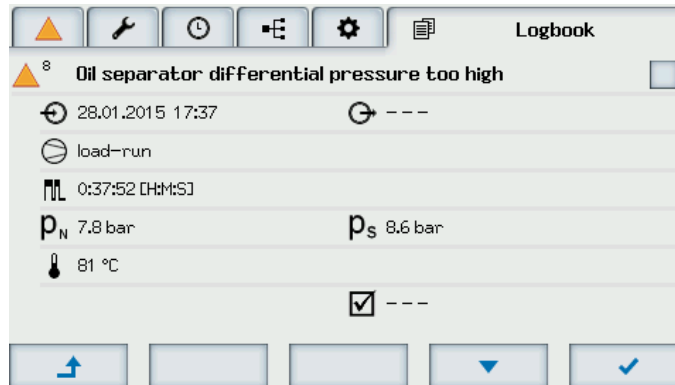 Logbook
8 Oil separator differential pressure too high
28.01.2015 17:37 ---
load-run
0:37:52 [H:M:S]
pN 7.8 bar pS 8.6 bar
81 °C
---